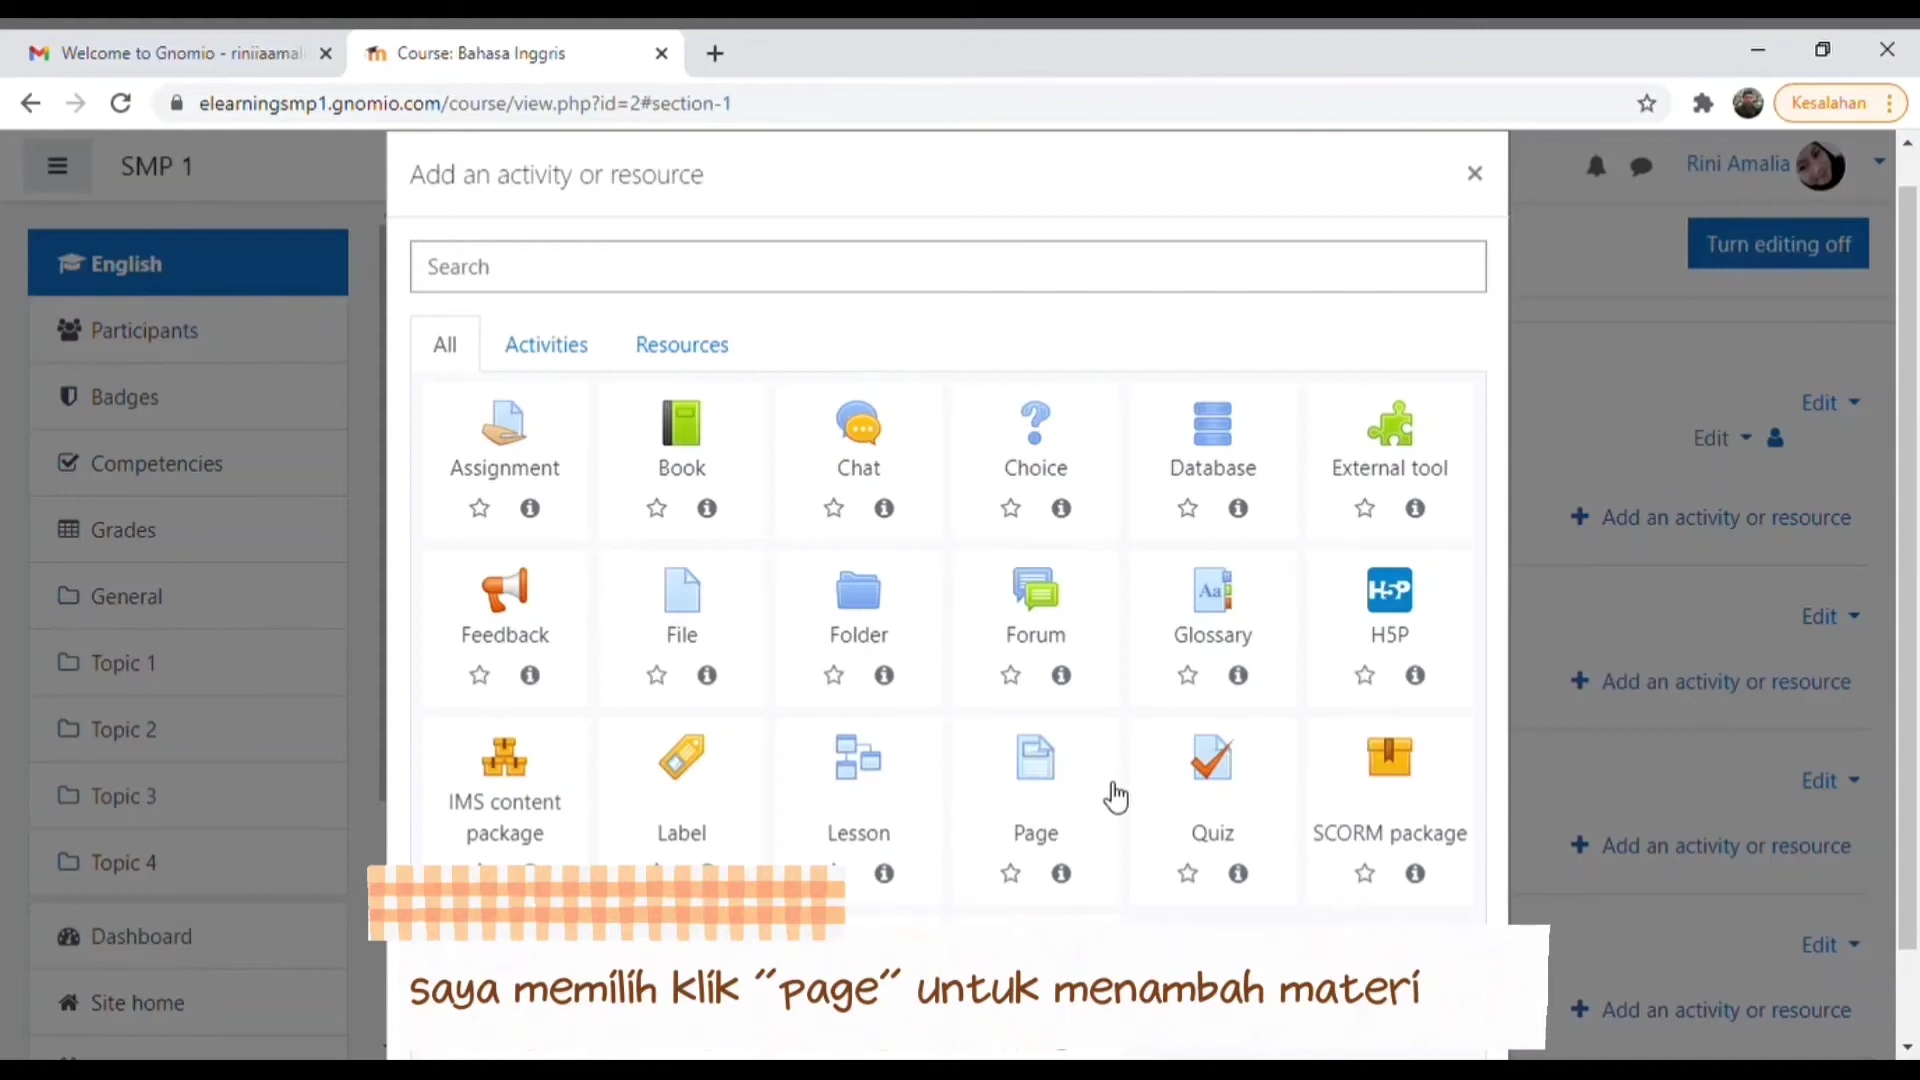 Welcome to Gnomio - riniiaamal
Course: Bahasa Inggris
elearningsmp1.gnomio.com/course/view.php?id=2#section-1
Kesalahan
SMP 1
Rini Amalia
Turn editing off
English
Participants
Badges
Competencies
Grades
General
Topic 1
Topic 2
Topic 3
Topic 4
Dashboard
Site home
Add an activity or resource
Search
All Activities Resources
Assignment Book Chat Choice Database External tool
Feedback File Folder Forum Glossary H5P
IMS content package Label Lesson Page Quiz SCORM package
Edit
Edit
Add an activity or resource
Edit
Add an activity or resource
Edit
Add an activity or resource
Edit
Add an activity or resource
saya memilih klik "page" untuk menambah materi